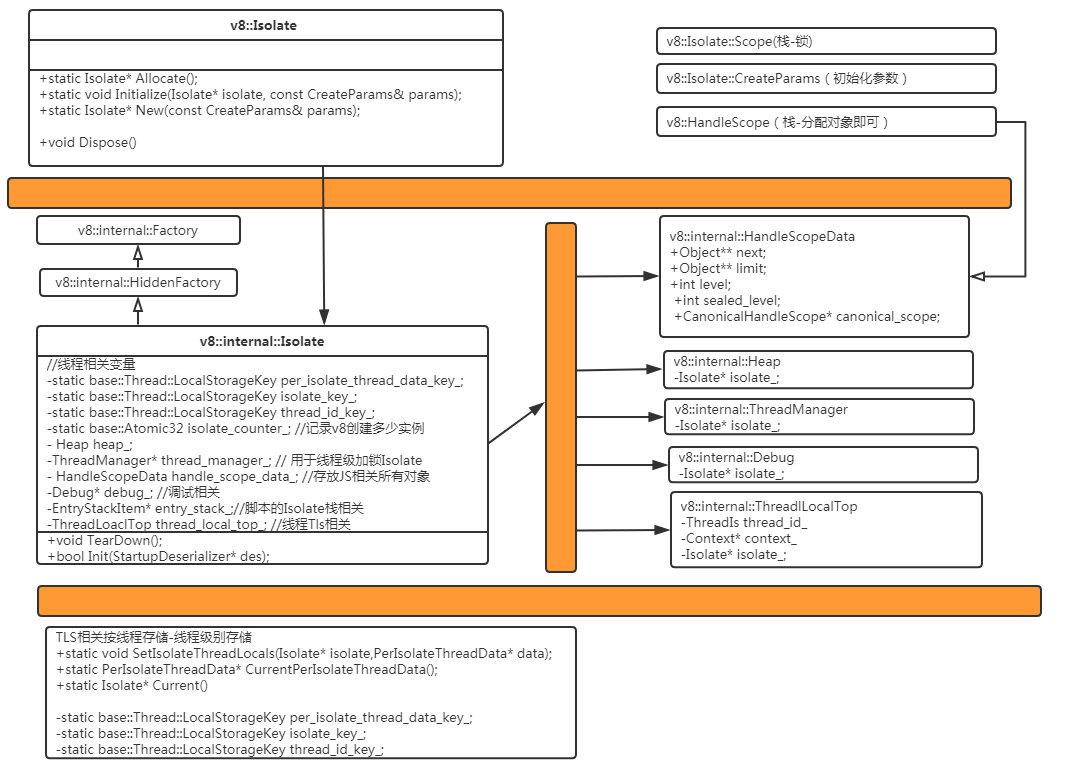 v8::Isolate
+static Isolate* Allocate();
+static void Initialize(Isolate* isolate, const CreateParams& params);
+static Isolate* New(const CreateParams& params);
+void Dispose()
v8::Isolate::Scope(栈-锁)
v8::Isolate::CreateParams（初始化参数）
v8::HandleScope（栈-分配对象即可）
v8::internal::Factory
v8::internal::HiddenFactory
v8::internal::Isolate
//线程相关变量
-static base::Thread::LocalStorageKey per_isolate_thread_data_key_;
-static base::Thread::LocalStorageKey isolate_key_;
-static base::Thread::LocalStorageKey thread_id_key_;
-static base::Atomic32 isolate_counter_; //记录v8创建多少实例
- Heap heap_;
-ThreadManager* thread_manager_; // 用于线程级加锁Isolate
- HandleScopeData handle_scope_data_; //存放JS相关所有对象
-Debug* debug_; //调试相关
-EntryStackItem* entry_stack_;//脚本的Isolate栈相关
-ThreadLoaclTop thread_local_top_; //线程Tls相关
+void TearDown();
+bool Init(StartupDeserializer* des);
v8::internal::HandleScopeData
+Object** next;
+Object** limit;
+int level;
+int sealed_level;
+CanonicalHandleScope* canonical_scope;
v8::internal::Heap
-Isolate* isolate_;
v8::internal::ThreadManager
-Isolate* isolate_;
v8::internal::Debug
-Isolate* isolate_;
v8::internal::ThreadlLocalTop
-ThreadIs thread_id_
-Context* context_
-Isolate* isolate_;
TLS相关按线程存储-线程级别存储
+static void SetIsolateThreadLocals(Isolate* isolate,PerIsolateThreadData* data);
+static PerIsolateThreadData* CurrentPerIsolateThreadData();
+static Isolate* Current()
-static base::Thread::LocalStorageKey per_isolate_thread_data_key_;
-static base::Thread::LocalStorageKey isolate_key_;
-static base::Thread::LocalStorageKey thread_id_key_;